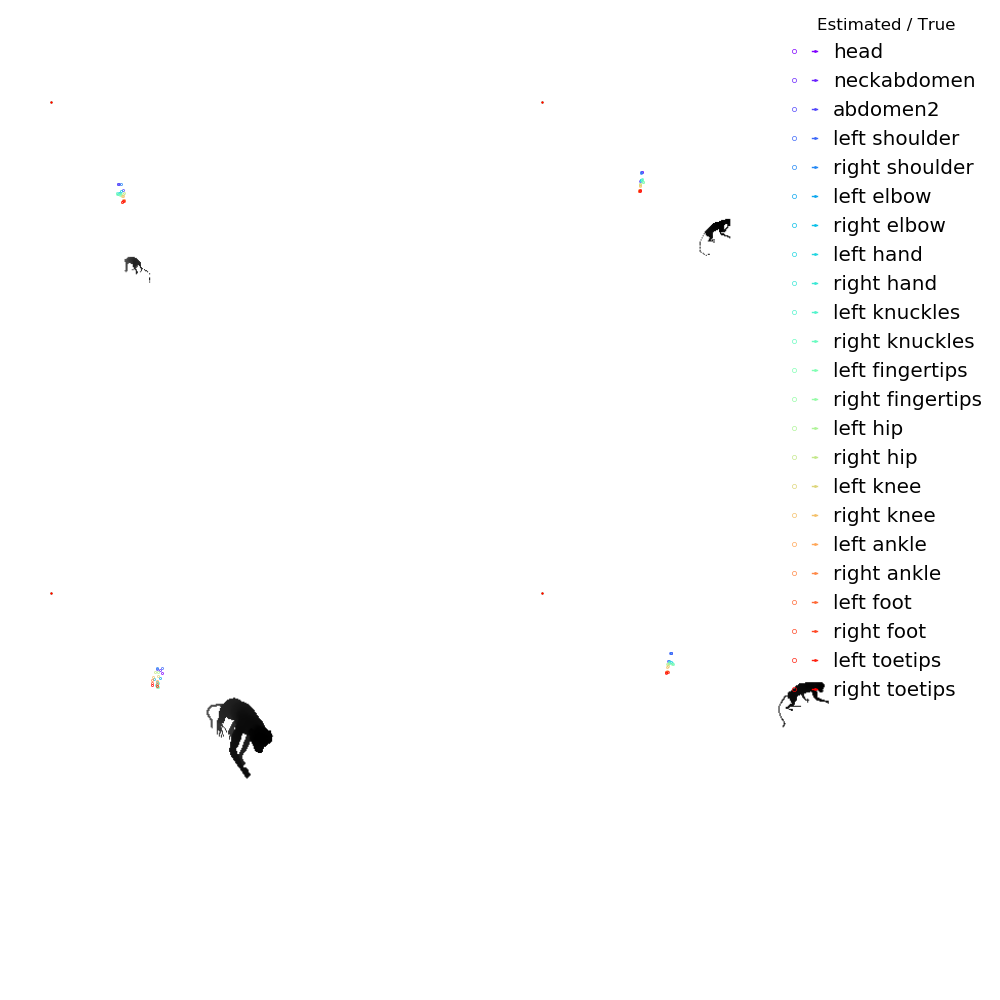 Estimated / True
head
neckabdomen
abdomen2
left shoulder
right shoulder
left elbow
right elbow
left hand
right hand
left knuckles
right knuckles
left fingertips
right fingertips
left hip
right hip
left knee
right knee
left ankle
right ankle
left foot
right foot
left toetips
right toetips